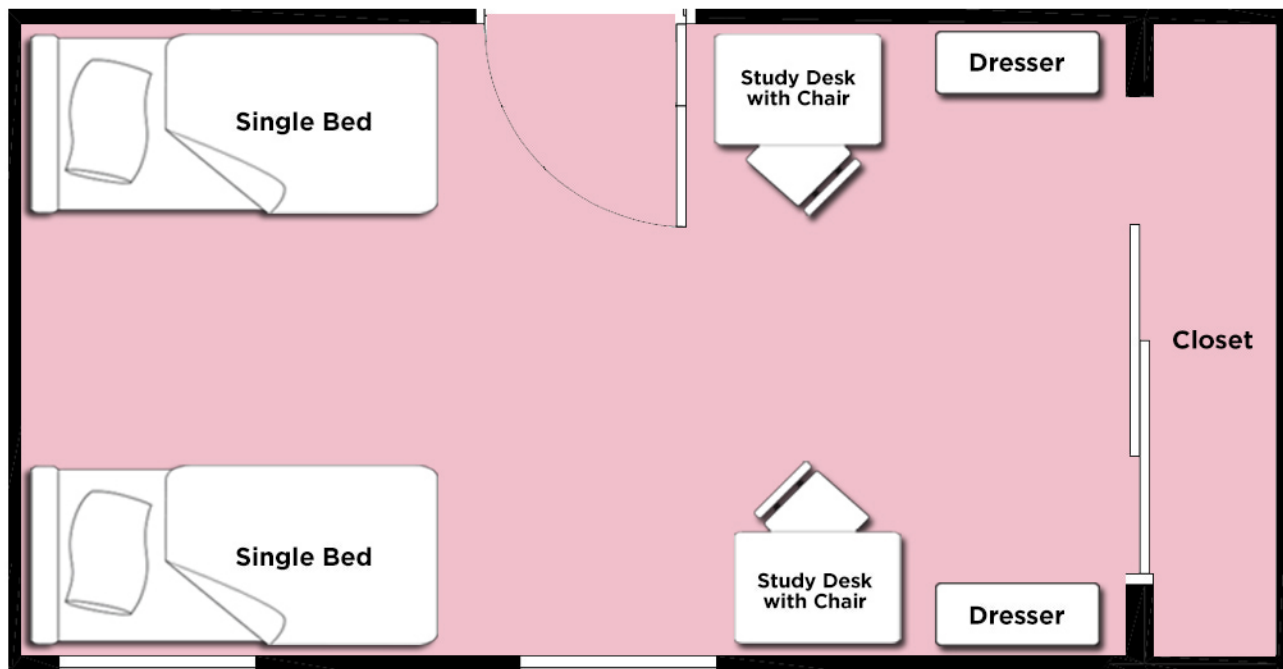 Single Bed
Study Desk
with Chair
Dresser
Closet
Single Bed
Study Desk
with Chair
Dresser